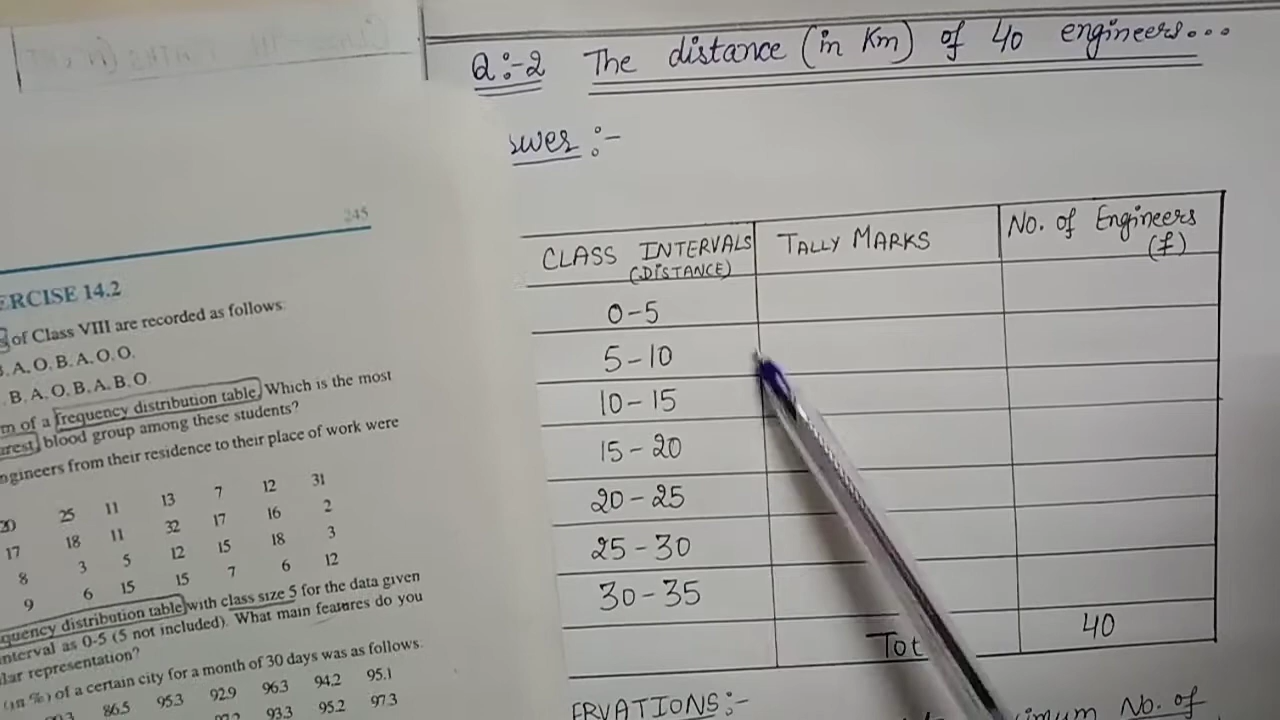 Q:-2 The distance (in Km) of 40 engineers...
swer :-
CLASS INTERVALS (DISTANCE) TALLY MARKS No. of Engineers (f)
0-5
5-10
10-15
15-20
20-25
25-30
30-35
Tot 40
ERVATIONS:-
No. of
245
ERCISE 14.2
of Class VIII are recorded as follows:
B, A, O, B, A, O, O,
B, A, O, B, A, B, O.
m of a frequency distribution table. Which is the most
arest, blood group among these students?
ngineers from their residence to their place of work were
20 25 11 13 7 12 31
17 18 11 32 17 16 2
8 3 5 12 15 18 3
9 6 15 15 7 6 12
quency distribution table with class size 5 for the data given
interval as 0-5 (5 not included). What main features do you
lar representation?
(in %) of a certain city for a month of 30 days was as follows:
86.5 95.3 92.9 96.3 94.2 95.1
93.3 95.2 97.3